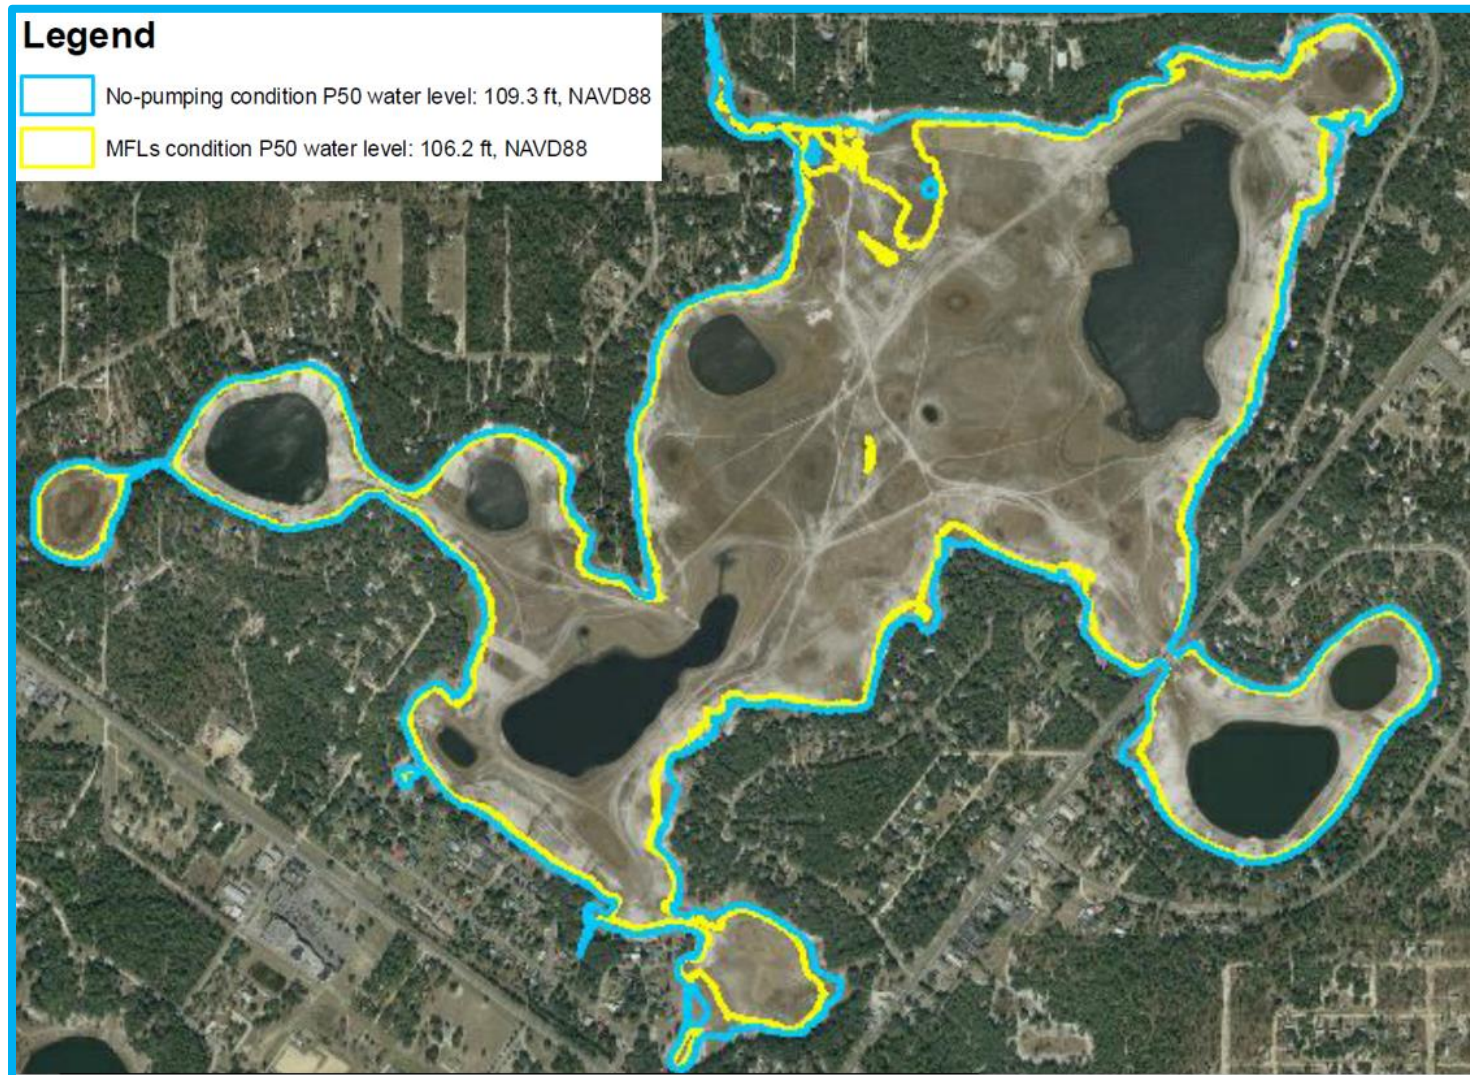 Legend
No-pumping condition P50 water level: 109.3 ft, NAVD88
MFLs condition P50 water level: 106.2 ft, NAVD88